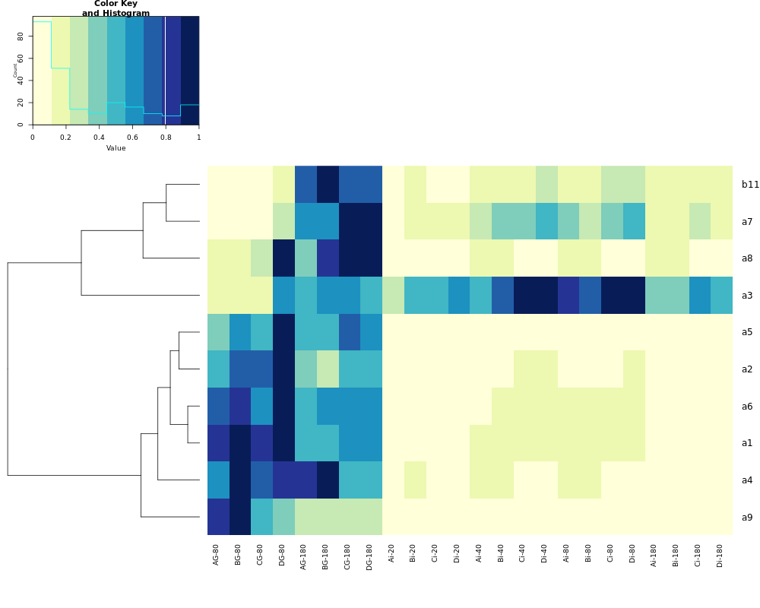 Color Key
and Histogram
Count
0 20 40 60 80
0 0.2 0.4 0.6 0.8 1
Value
b11
a7
a8
a3
a5
a2
a6
a1
a4
a9
AG-80 BG-80 CG-80 DG-80 AG-180 BG-180 CG-180 DG-180 Ai-20 Bi-20 Ci-20 Di-20 Ai-40 Bi-40 Ci-40 Di-40 Ai-80 Bi-80 Ci-80 Di-80 Ai-180 Bi-180 Ci-180 Di-180